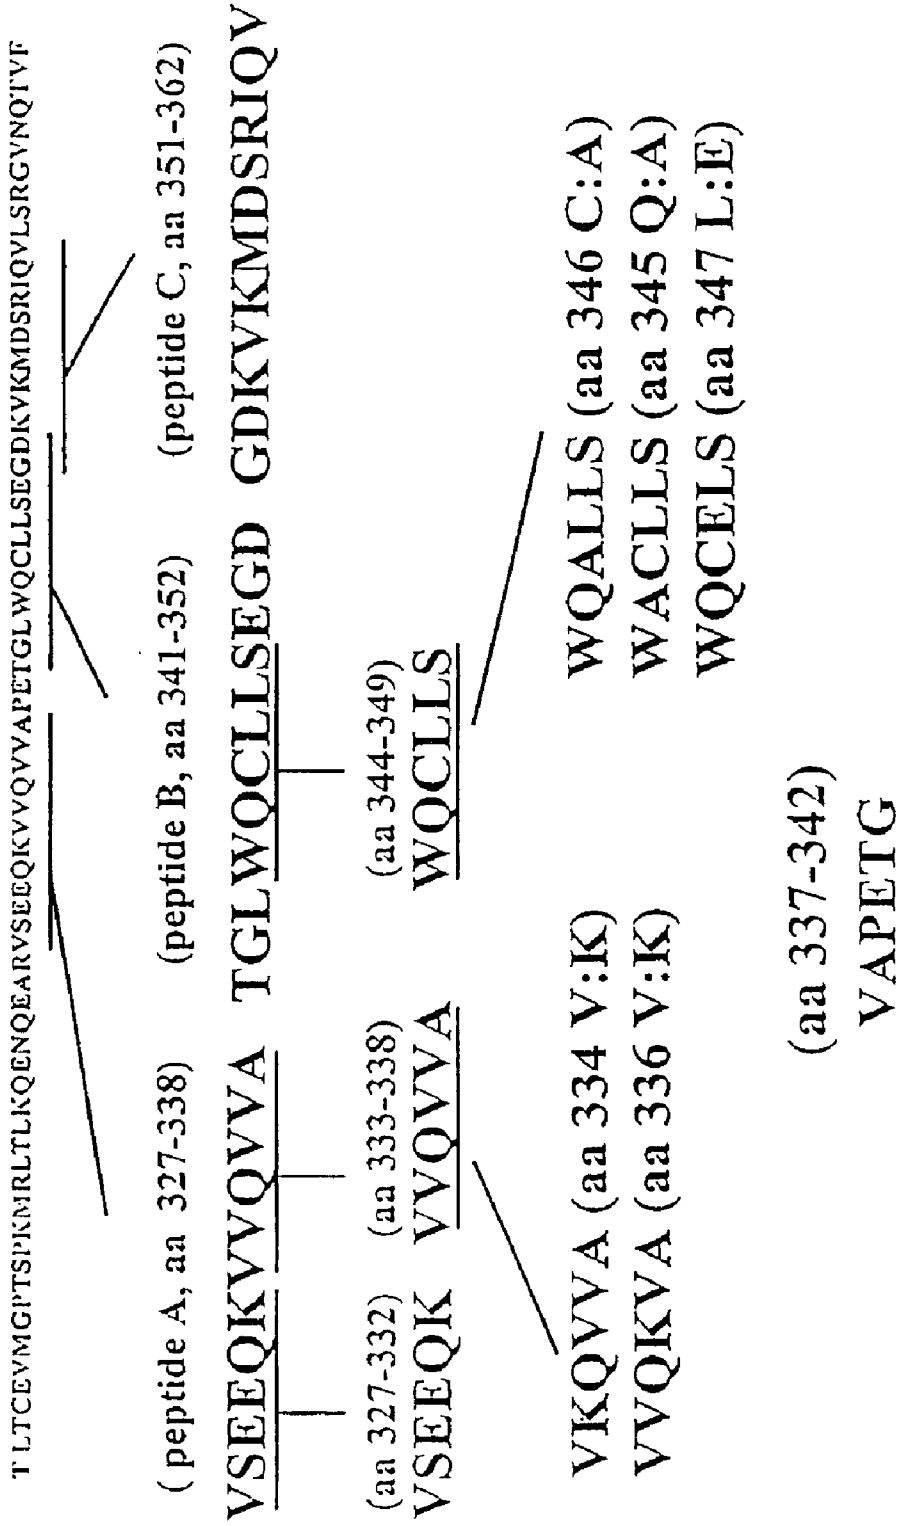 TLTCEVMGPTSPKMRLTLKQENQEARVSEEQKVVQVVAPETGLWQCLLSEGDKVKMDSRIQVLSRGVNQTVF
(peptide A, aa 327-338) (peptide B, aa 341-352) (peptide C, aa 351-362)
VSEEQKVVQVVA TGLWQCLLSEGD GDKVKMDSRIQV
(aa 327-332) (aa 333-338) (aa 344-349)
VSEEQK VVQVVA WQCLLS
VKQVVA (aa 334 V:K) WQALLS (aa 346 C:A)
VVQKVA (aa 336 V:K) WACLLS (aa 345 Q:A)
WQCELS (aa 347 L:E)
(aa 337-342)
VAPETG